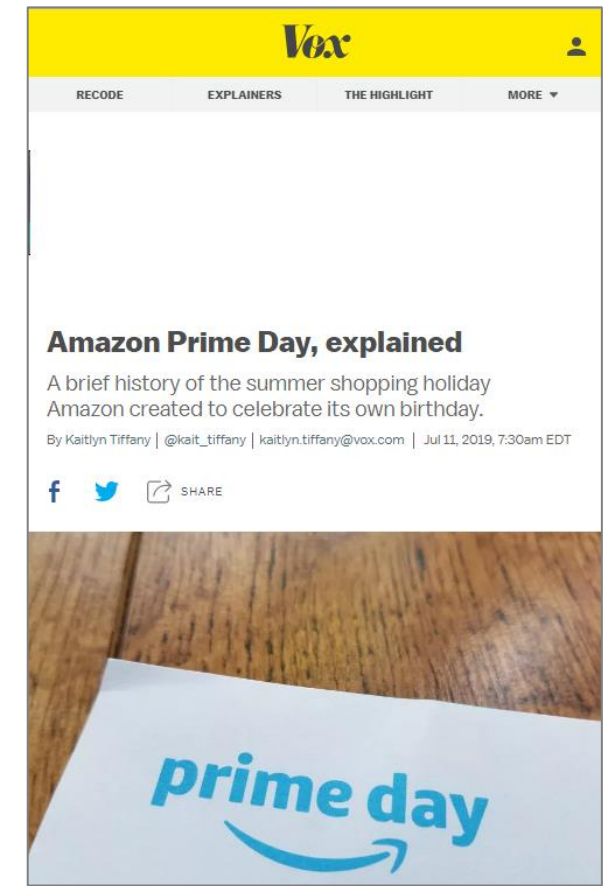 Vox
RECODE EXPLAINERS THE HIGHLIGHT MORE
Amazon Prime Day, explained
A brief history of the summer shopping holiday
Amazon created to celebrate its own birthday.
By Kaitlyn Tiffany | @kait_tiffany | kaitlyn.tiffany@vox.com | Jul 11, 2019, 7:30am EDT
f SHARE
prime day